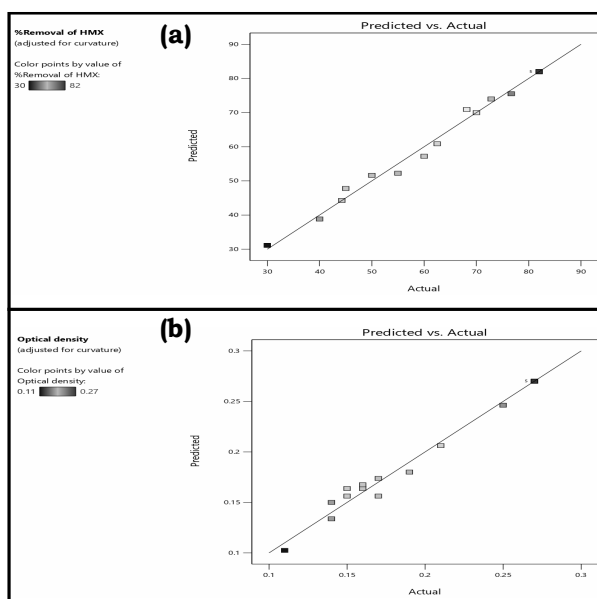 %Removal of HMX
(adjusted for curvature)
Color points by value of
%Removal of HMX:
30 82
(a)
Predicted vs. Actual
90
80
70
60
50
40
30
Predicted
5
30 40 50 60 70 80 90
Actual
Optical density
(adjusted for curvature)
Color points by value of
Optical density:
0.11 0.27
(b)
Predicted vs. Actual
0.3
0.25
0.2
0.15
0.1
Predicted
5
0.1 0.15 0.2 0.25 0.3
Actual